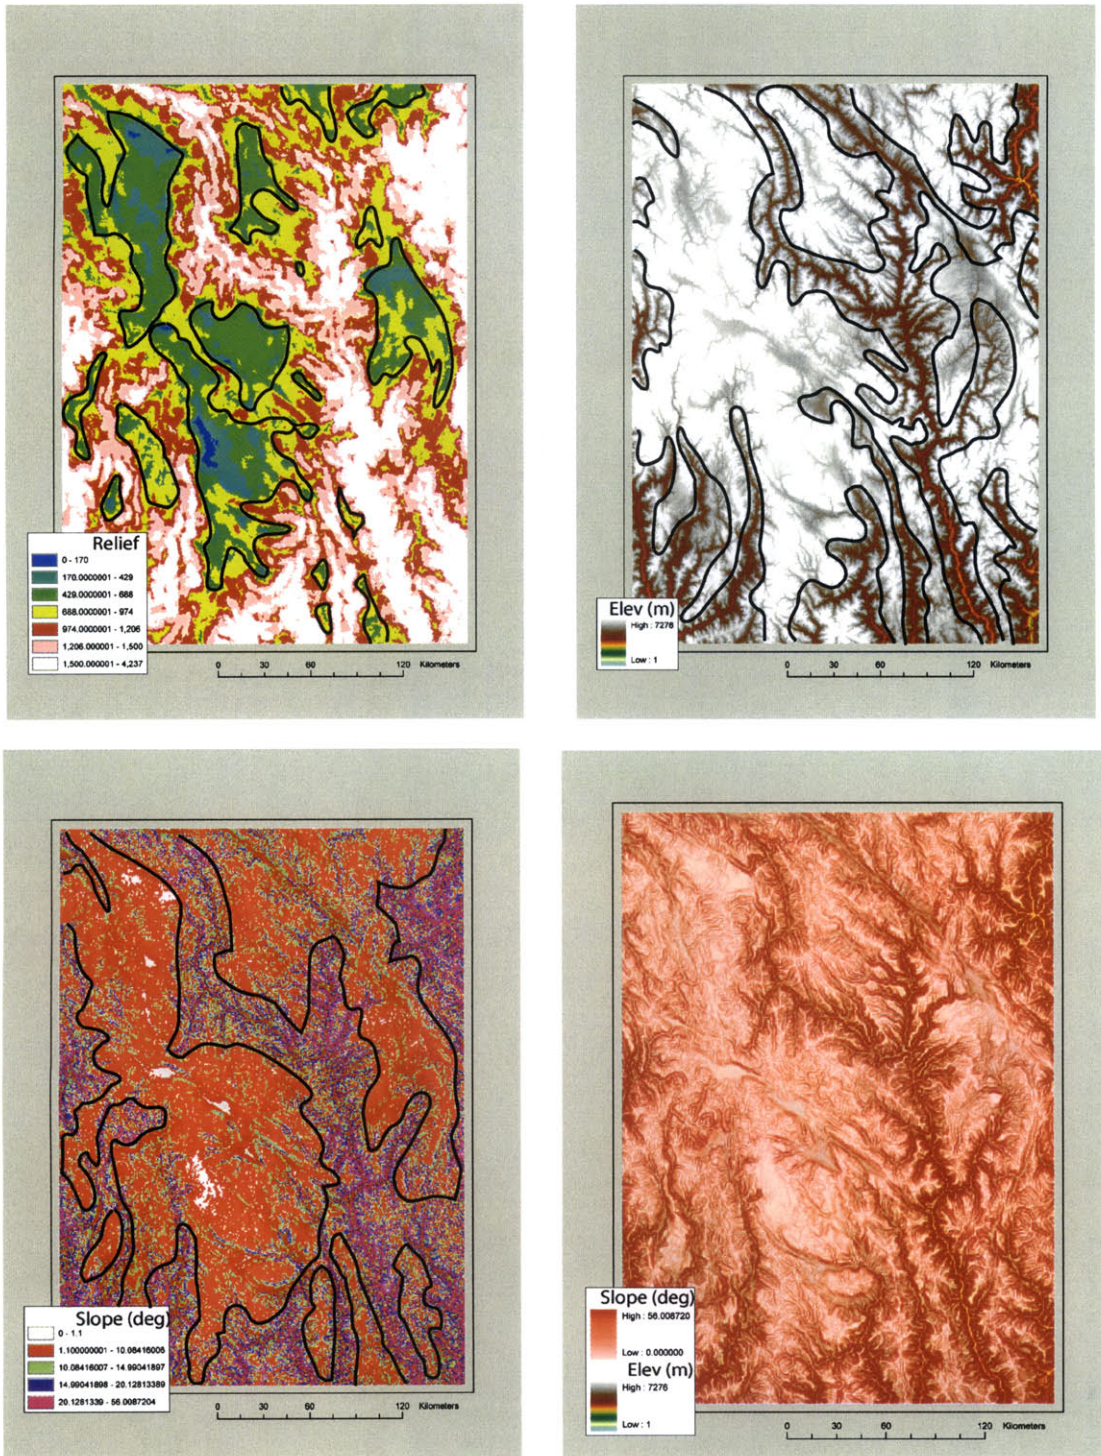 Relief
0 - 170
170.0000001 - 429
429.0000001 - 688
688.0000001 - 974
974.0000001 - 1,206
1,206.000001 - 1,500
1,500.000001 - 4,237
0 30 60 120 Kilometers
Elev (m)
High : 7276
Low : 1
0 30 60 120 Kilometers
Slope (deg)
0 - 1.1
1.100000001 - 10.08416006
10.08416007 - 14.99041897
14.99041898 - 20.12813389
20.1281339 - 56.0087204
0 30 60 120 Kilometers
Slope (deg)
High : 56.008720
Low : 0.000000
Elev (m)
High : 7276
Low : 1
0 30 60 120 Kilometers